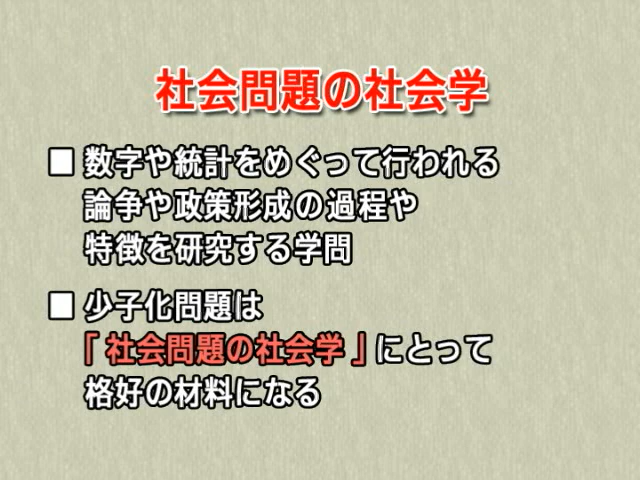 社会問題の社会学
■ 数字や統計をめぐって行われる
論争や政策形成の過程や
特徴を研究する学問
■ 少子化問題は
「社会問題の社会学」にとって
格好の材料になる